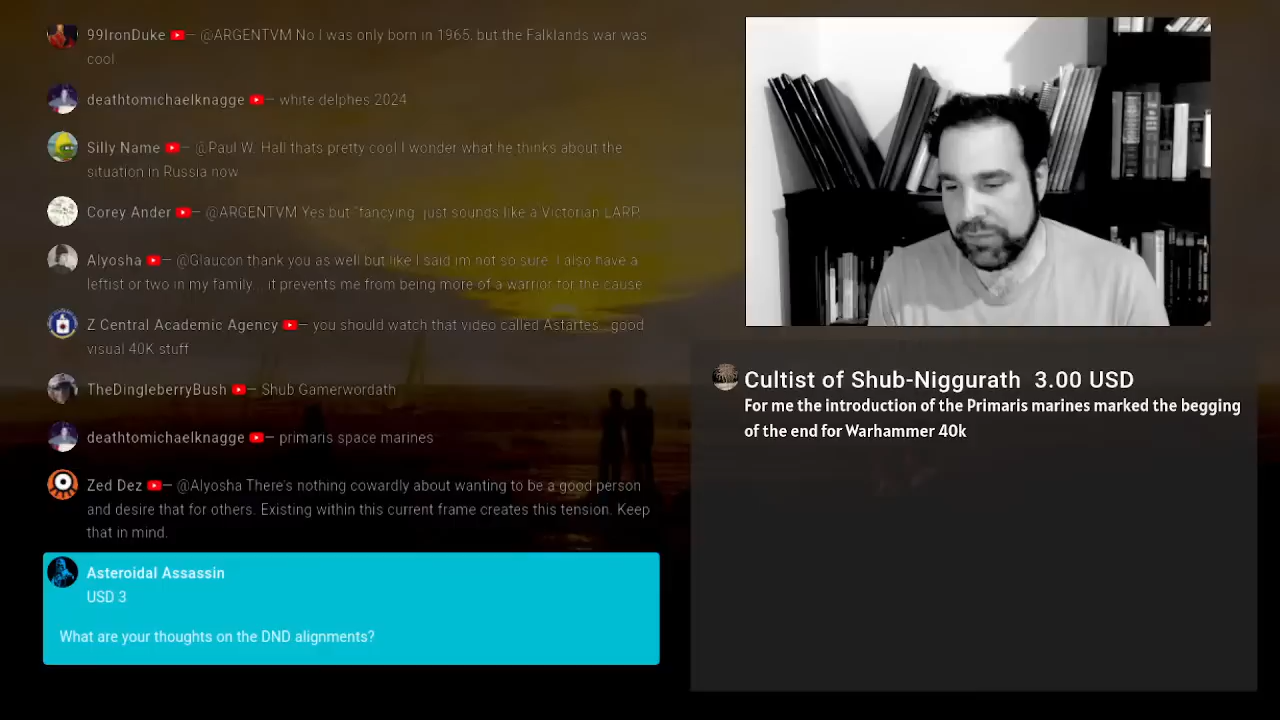 99IronDuke — @ARGENTVM No I was only born in 1965, but the Falklands war was
cool
deathtomichaelknagge — white delphes 2024
Silly Name — @Paul W. Hall thats pretty cool I wonder what he thinks about the
situation in Russia now
Corey Ander — @ARGENTVM Yes but "fancying" just sounds like a Victorian LARP.
Alyosha — @Glaucon thank you as well but like I said im not so sure. I also have a
leftist or two in my family... it prevents me from being more of a warrior for the cause
Z Central Academic Agency — you should watch that video called Astartes...good
visual 40K stuff
TheDingleberryBush — Shub Gamerwordath
deathtomichaelknagge — primaris space marines
Zed Dez — @Alyosha There's nothing cowardly about wanting to be a good person
and desire that for others. Existing within this current frame creates this tension. Keep
that in mind.
Asteroidal Assassin
USD 3
What are your thoughts on the DND alignments?
Cultist of Shub-Niggurath 3.00 USD
For me the introduction of the Primaris marines marked the begging
of the end for Warhammer 40k